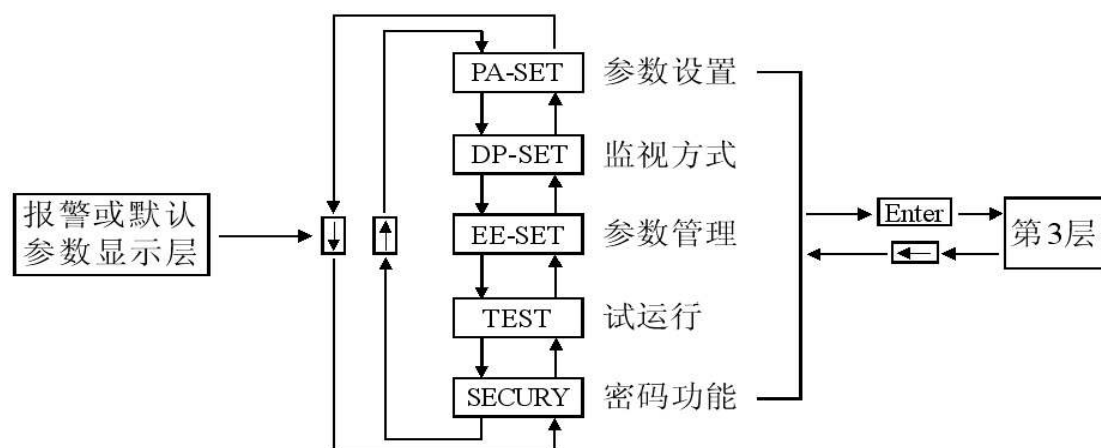 报警或默认
参数显示层
↓
↑
PA-SET 参数设置
DP-SET 监视方式
EE-SET 参数管理
TEST 试运行
SECURY 密码功能
Enter
←
第3层